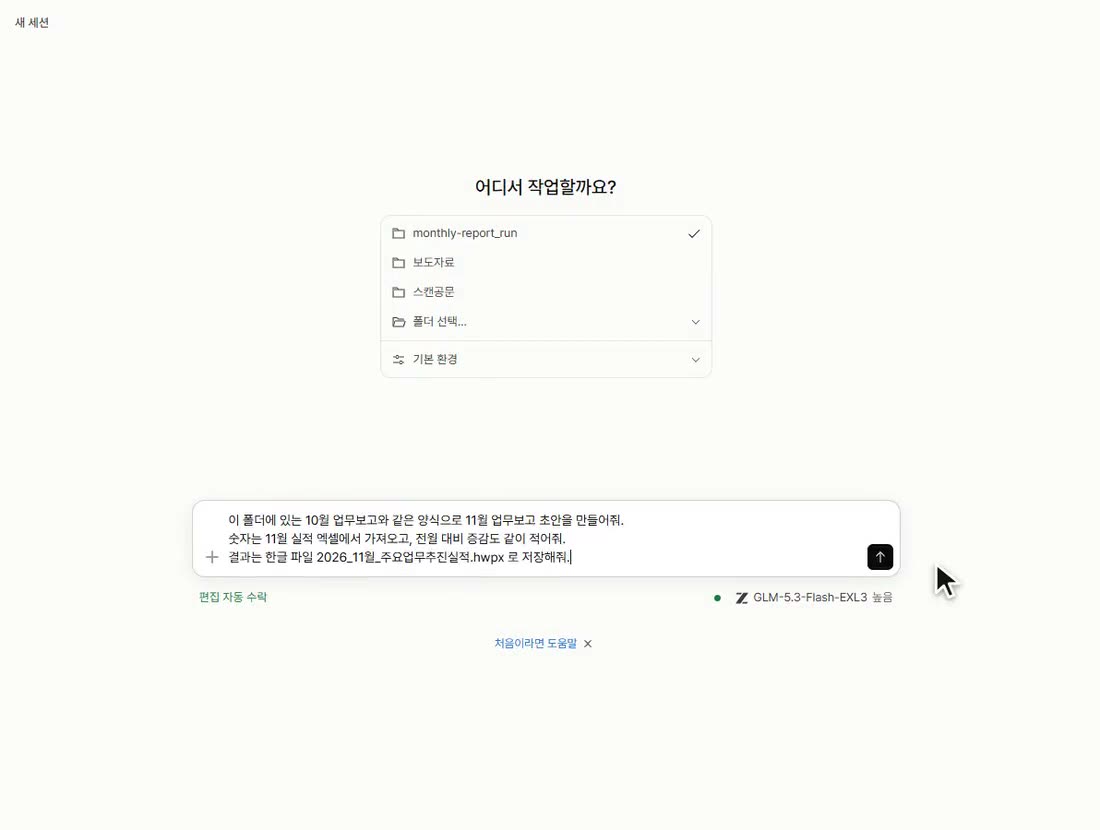 새 세션
어디서 작업할까요?
monthly-report_run
보도자료
스캔공문
폴더 선택...
기본 환경
이 폴더에 있는 10월 업무보고와 같은 양식으로 11월 업무보고 초안을 만들어줘.
숫자는 11월 실적 엑셀에서 가져오고, 전월 대비 증감도 같이 적어줘.
결과는 한글 파일 2026_11월_주요업무추진실적.hwpx 로 저장해줘.
편집 자동 수락
GLM-5.3-Flash-EXL3 높음
처음이라면 도움말